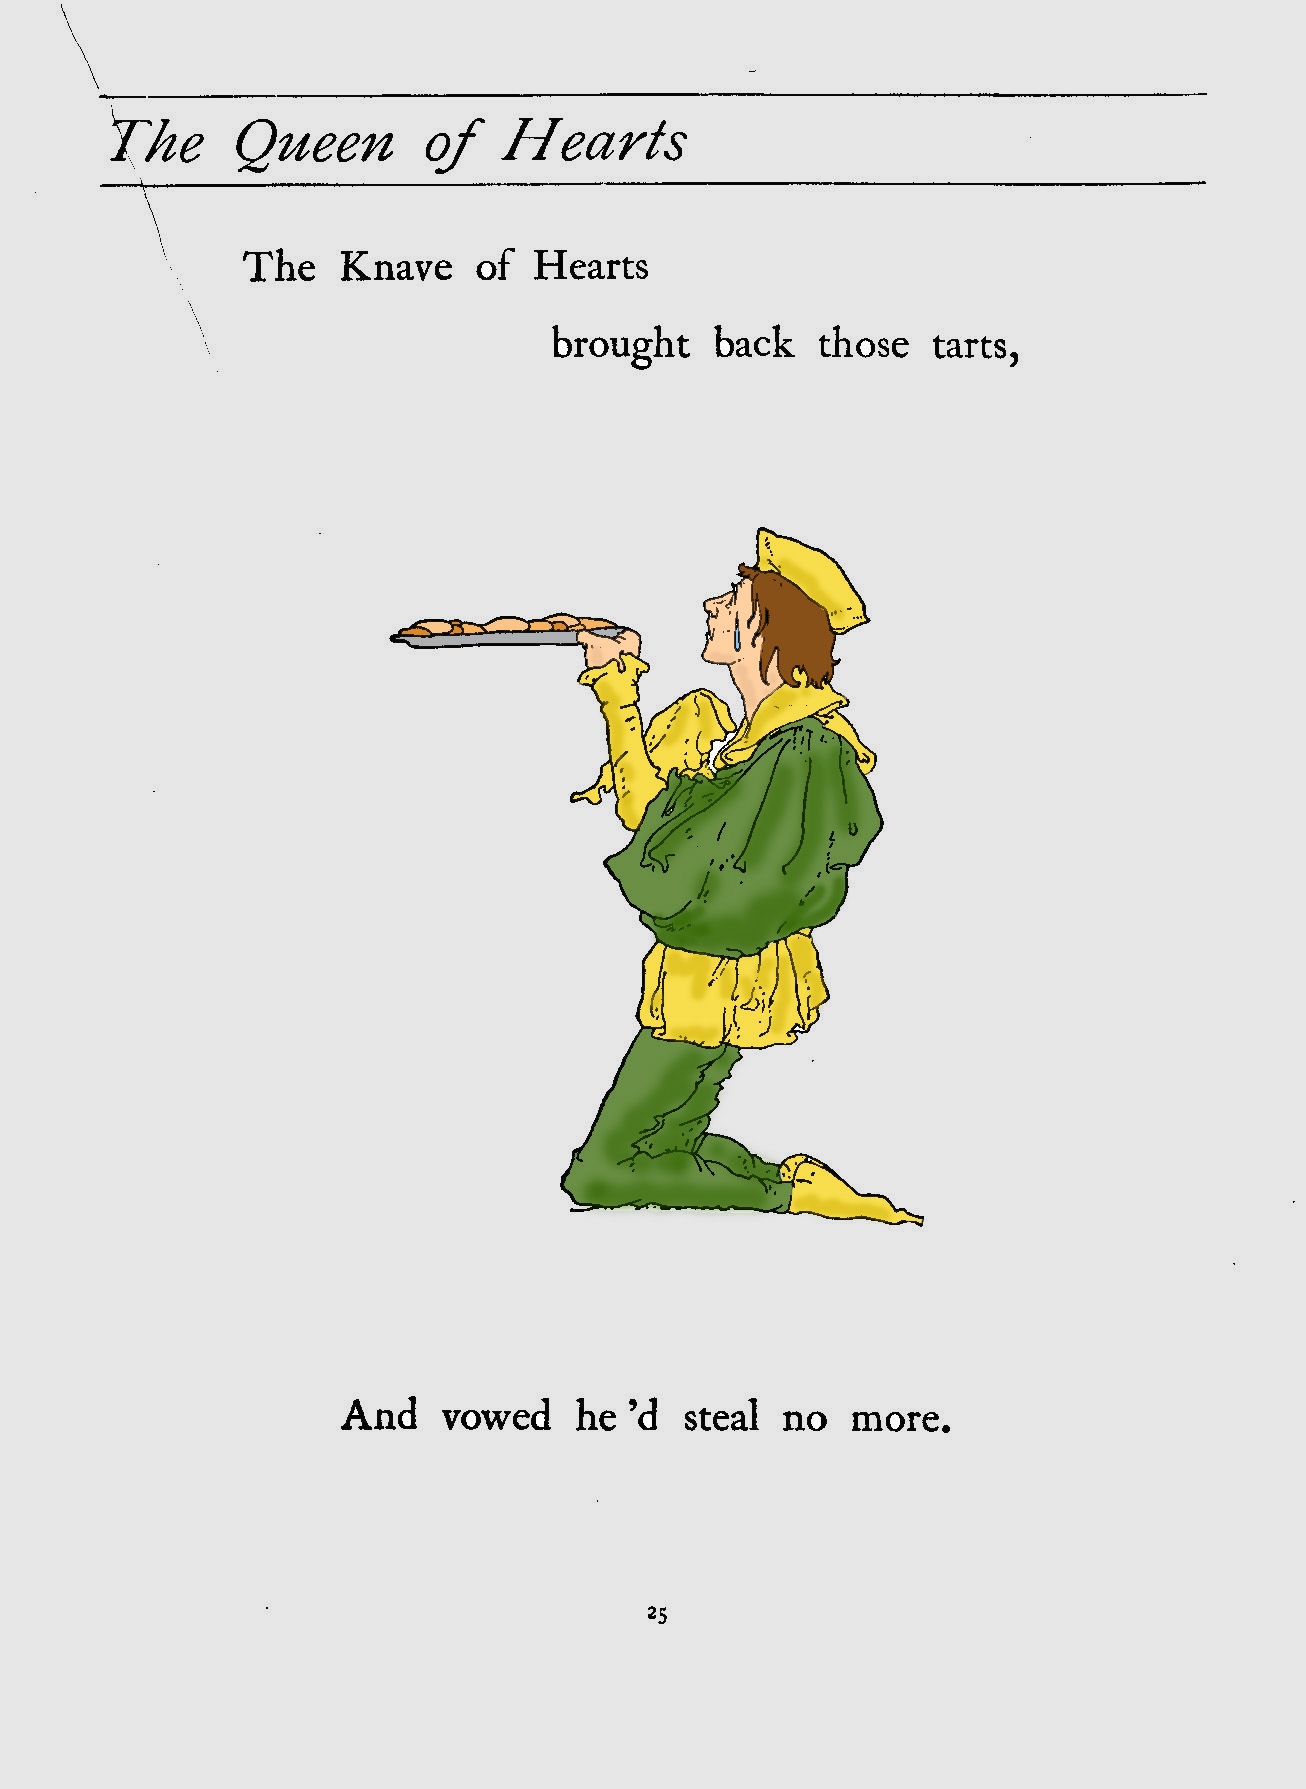 The Queen of Hearts
The Knave of Hearts
brought back those tarts,
And vowed he 'd steal no more.
25